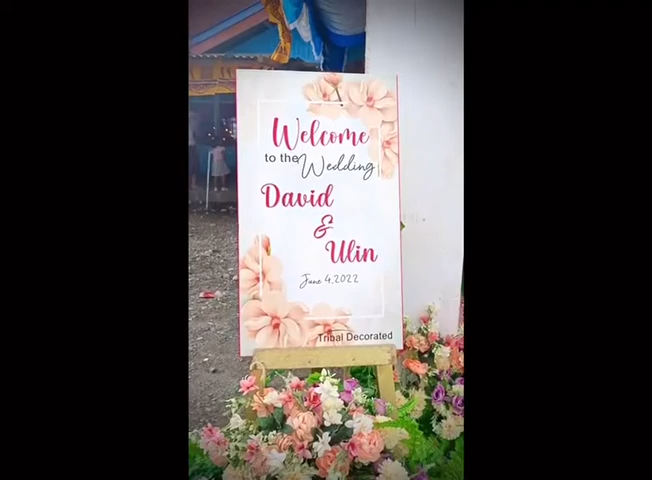 Welcome
to the Wedding
David
&
Ulin
June 4, 2022
Tribal Decorated